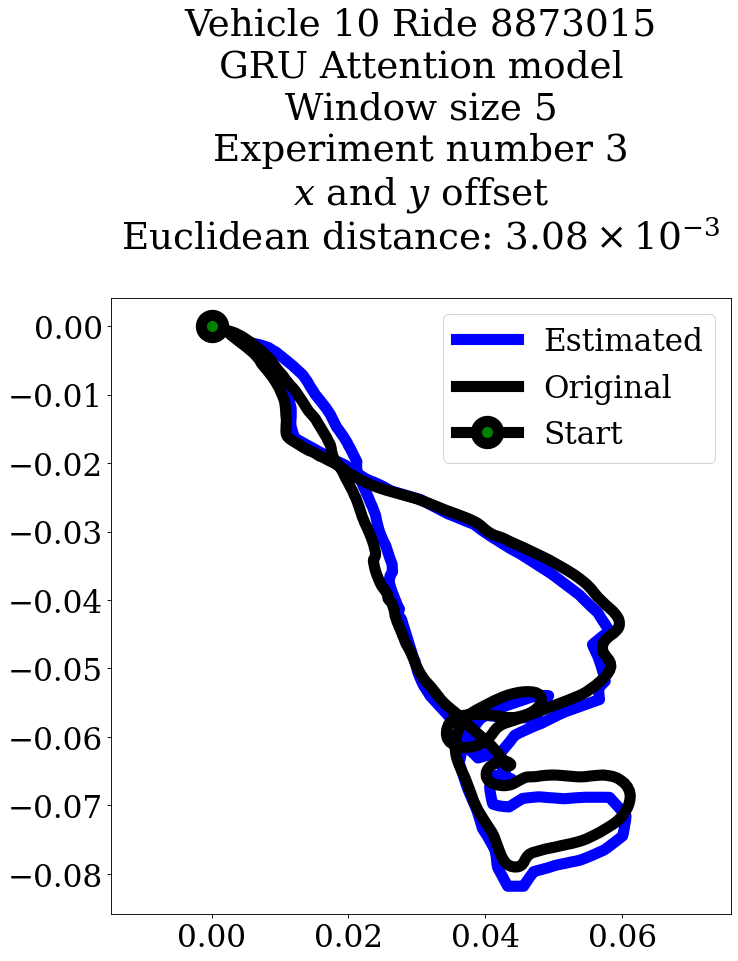 Vehicle 10 Ride 8873015
GRU Attention model
Window size 5
Experiment number 3
x and y offset
Euclidean distance: 3.08 × 10⁻³
Estimated
Original
Start
0.00
−0.01
−0.02
−0.03
−0.04
−0.05
−0.06
−0.07
−0.08
0.00 0.02 0.04 0.06